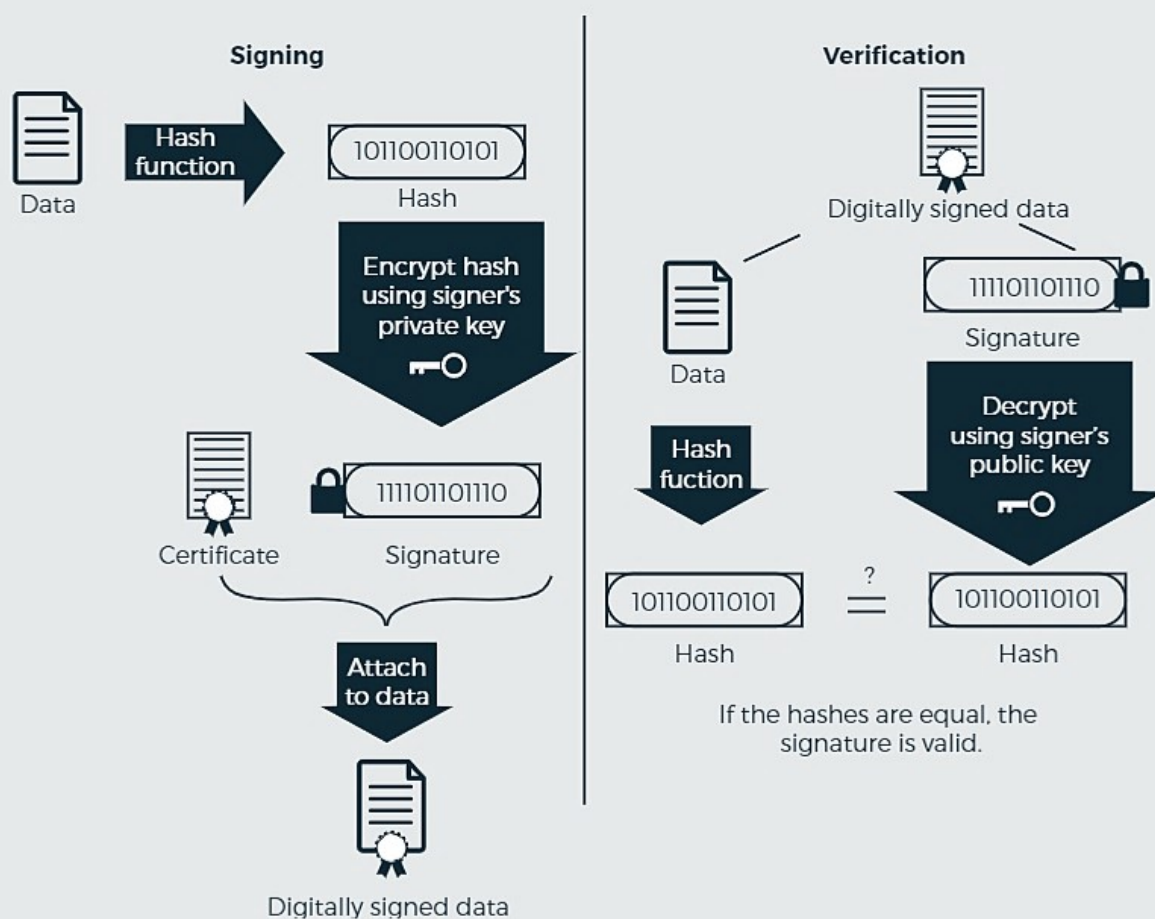 Signing
Data
Hash
function
101100110101
Hash
Encrypt hash
using signer's
private key
Certificate
111101101110
Signature
Attach
to data
Digitally signed data
Verification
Digitally signed data
Data
111101101110
Signature
Hash
fuction
Decrypt
using signer's
public key
101100110101
Hash
?
=
101100110101
Hash
If the hashes are equal, the
signature is valid.